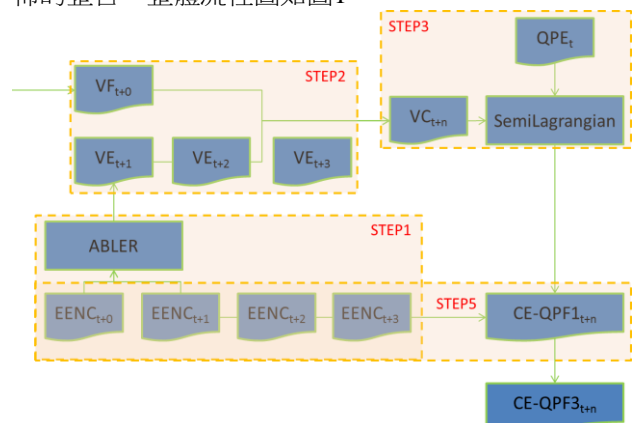 STEP3
QPEt
STEP2
VFt+0
VCt+n
SemiLagrangian
VEt+1
VEt+2
VEt+3
STEP1
ABLER
EENCt+0
EENCt+1
EENCt+2
EENCt+3
STEP5
CE-QPF1t+n
CE-QPF3t+n